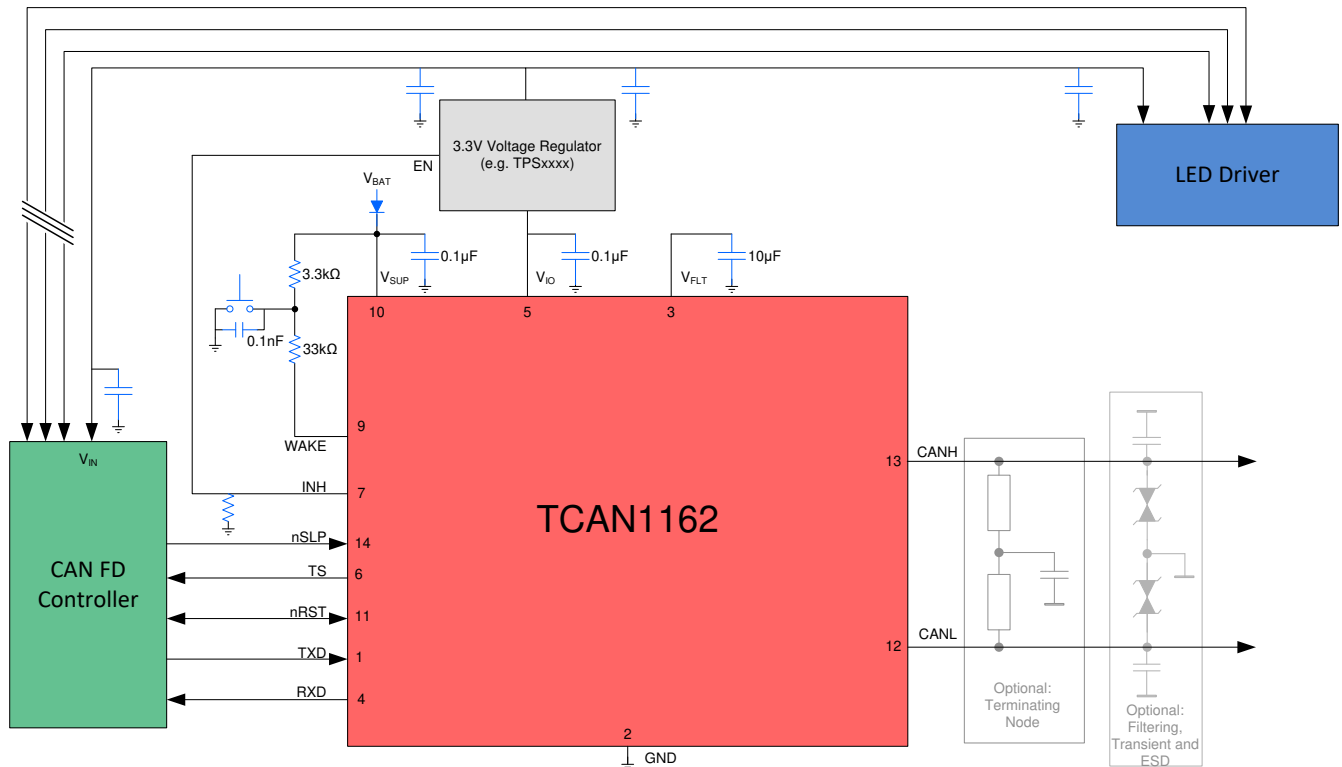 3.3V Voltage Regulator
(e.g. TPSxxxx)
EN
LED Driver
VBAT
0.1µF
0.1µF
10µF
3.3kΩ
VSUP
VIO
VFLT
10
5
3
0.1nF
33kΩ
9
WAKE
VIN
CANH
13
INH
7
TCAN1162
nSLP
14
CAN FD
Controller
TS
6
nRST
11
TXD
1
CANL
12
RXD
4
Optional:
Terminating
Node
Optional:
Filtering,
Transient and
ESD
2
GND